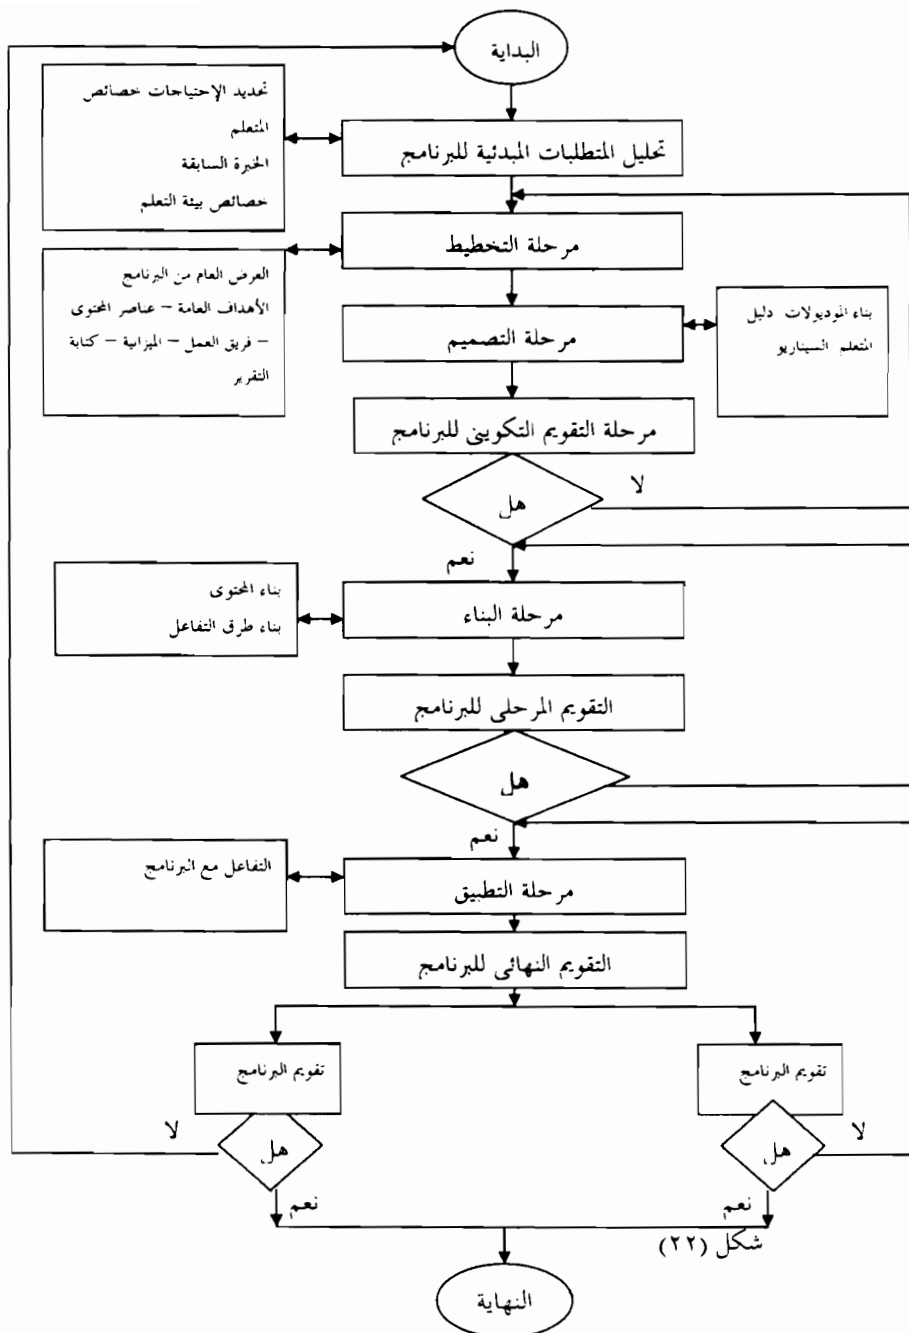 البداية
تحديد الإحتياجات خصائص
المتعلم
الخبرة السابقة
خصائص بيئة التعلم
تحليل المتطلبات المبدئية للبرنامج
مرحلة التخطيط
العرض العام من البرنامج
الأهداف العامة – عناصر المحتوى
– فريق العمل – الميزانية – كتابة
التقرير
مرحلة التصميم
بناء الموديولات دليل
المتعلم السيناريو
مرحلة التقويم التكوينى للبرنامج
هل
لا
نعم
مرحلة البناء
بناء المحتوى
بناء طرق التفاعل
التقويم المرحلى للبرنامج
هل
نعم
مرحلة التطبيق
التفاعل مع البرنامج
التقويم النهائى للبرنامج
تقويم البرنامج
تقويم البرنامج
هل
لا
هل
لا
نعم
نعم
شكل (٢٢)
النهاية